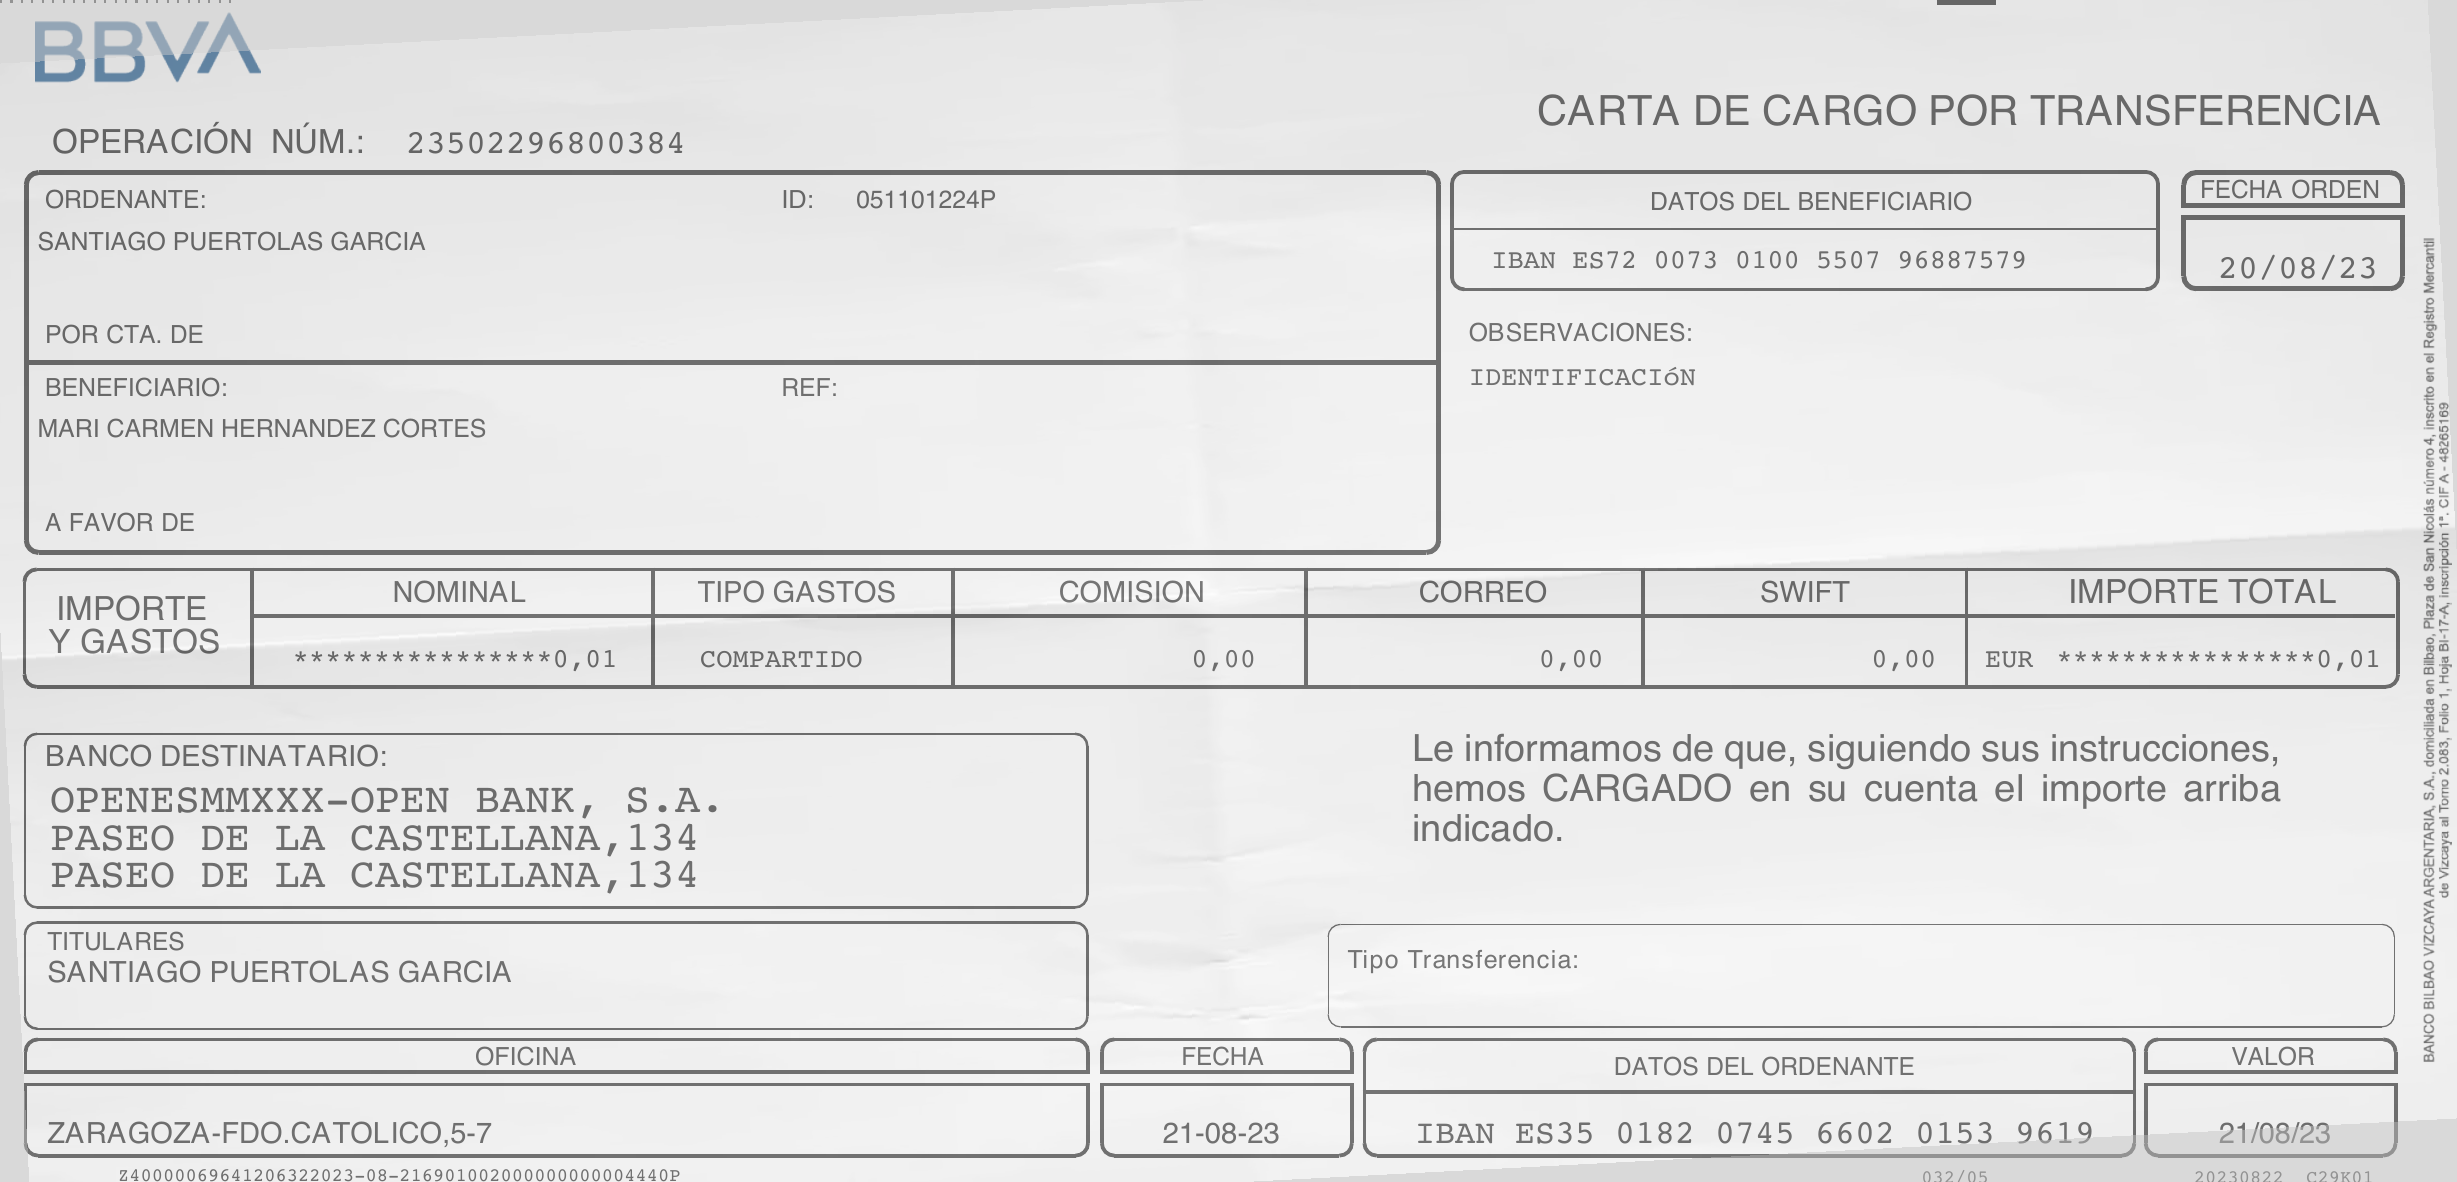 BBVA
CARTA DE CARGO POR TRANSFERENCIA
OPERACIÓN NÚM.: 23502296800384
ORDENANTE: ID: 051101224P
SANTIAGO PUERTOLAS GARCIA
POR CTA. DE
DATOS DEL BENEFICIARIO
IBAN ES72 0073 0100 5507 96887579
FECHA ORDEN
20/08/23
OBSERVACIONES:
IDENTIFICACIóN
BENEFICIARIO: REF:
MARI CARMEN HERNANDEZ CORTES
A FAVOR DE
IMPORTE
Y GASTOS
NOMINAL TIPO GASTOS COMISION CORREO SWIFT IMPORTE TOTAL
****************0,01 COMPARTIDO 0,00 0,00 0,00 EUR ****************0,01
BANCO DESTINATARIO:
OPENESMMXXX-OPEN BANK, S.A.
PASEO DE LA CASTELLANA,134
PASEO DE LA CASTELLANA,134
Le informamos de que, siguiendo sus instrucciones,
hemos CARGADO en su cuenta el importe arriba
indicado.
TITULARES
SANTIAGO PUERTOLAS GARCIA
Tipo Transferencia:
OFICINA
ZARAGOZA-FDO.CATOLICO,5-7
FECHA
21-08-23
DATOS DEL ORDENANTE
IBAN ES35 0182 0745 6602 0153 9619
VALOR
21/08/23
Z40000069641206322023-08-2169010020000000000004440P
032/05
20230822 C29K01
BANCO BILBAO VIZCAYA ARGENTARIA, S.A., domiciliada en Bilbao, Plaza de San Nicolás número 4, inscrito en el Registro Mercantil
de Vizcaya al Tomo 2.083, Folio 1, Hoja BI-17-A, inscripción 1ª. CIF A - 48265169